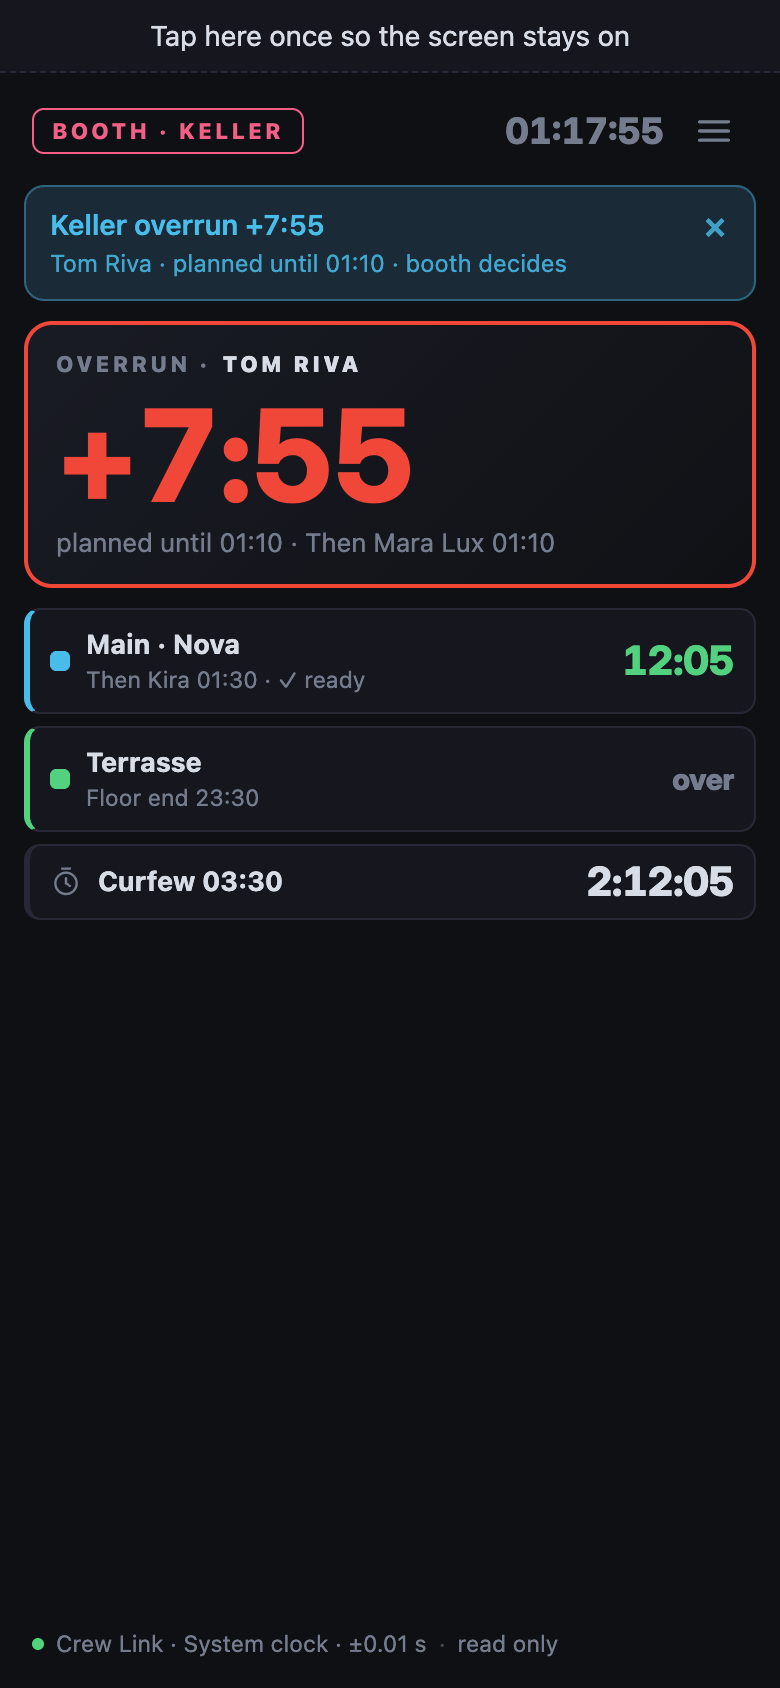 Tap here once so the screen stays on
BOOTH · KELLER
01:17:55
Keller overrun +7:55
×
Tom Riva · planned until 01:10 · booth decides
OVERRUN · TOM RIVA
+7:55
planned until 01:10 · Then Mara Lux 01:10
Main · Nova
Then Kira 01:30 · ✓ ready
12:05
Terrasse
Floor end 23:30
over
Curfew 03:30
2:12:05
Crew Link · System clock · ±0.01 s · read only